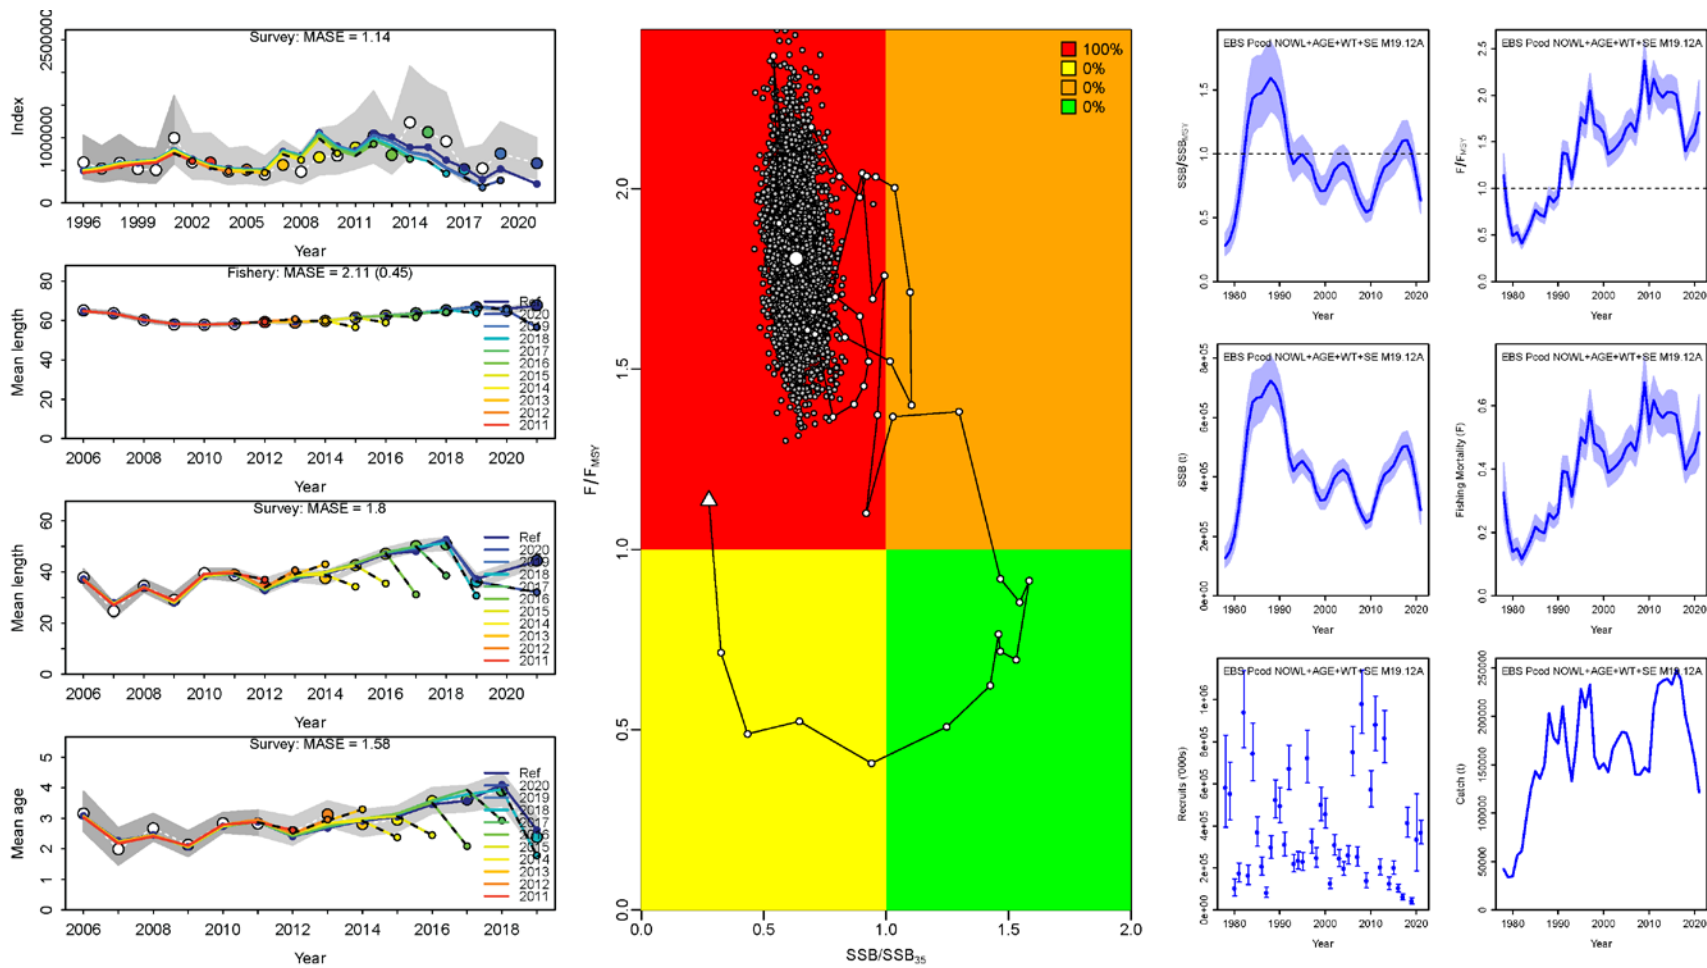 Survey: MASE = 1.14
Index
0
1000000
2500000
1996 1999 2002 2005 2008 2011 2014 2017 2020
Year
Fishery: MASE = 2.11 (0.45)
Mean length
0 20 40 60 80
Ref
2020
2019
2018
2017
2016
2015
2014
2013
2012
2011
2006 2008 2010 2012 2014 2016 2018 2020
Year
Survey: MASE = 1.8
Mean length
0 20 40 60
Ref
2020
2019
2018
2017
2016
2015
2014
2013
2012
2011
2006 2008 2010 2012 2014 2016 2018 2020
Year
Survey: MASE = 1.58
Mean age
0 1 2 3 4 5
Ref
2020
2019
2018
2017
2016
2015
2014
2013
2012
2011
2006 2008 2010 2012 2014 2016 2018
Year
100%
0%
0%
0%
F/FMSY
0.0 0.5 1.0 1.5 2.0
0.0 0.5 1.0 1.5 2.0
SSB/SSB35
EBS Pcod NOWL+AGE+WT+SE M19.12A
SSB/SSBMSY
0.0 0.5 1.0 1.5
1980 1990 2000 2010 2020
Year
EBS Pcod NOWL+AGE+WT+SE M19.12A
F/FMSY
0.0 0.5 1.0 1.5 2.0 2.5
1980 1990 2000 2010 2020
Year
EBS Pcod NOWL+AGE+WT+SE M19.12A
SSB (t)
0e+00 2e+05 4e+05 6e+05 8e+05
1980 1990 2000 2010 2020
Year
EBS Pcod NOWL+AGE+WT+SE M19.12A
Fishing Mortality (F)
0.0 0.2 0.4 0.6
1980 1990 2000 2010 2020
Year
EBS Pcod NOWL+AGE+WT+SE M19.12A
Recruits ('000s)
0e+00 2e+05 4e+05 6e+05 8e+05 1e+06
1980 1990 2000 2010 2020
Year
EBS Pcod NOWL+AGE+WT+SE M19.12A
Catch (t)
0 50000 100000 150000 200000 250000
1980 1990 2000 2010 2020
Year